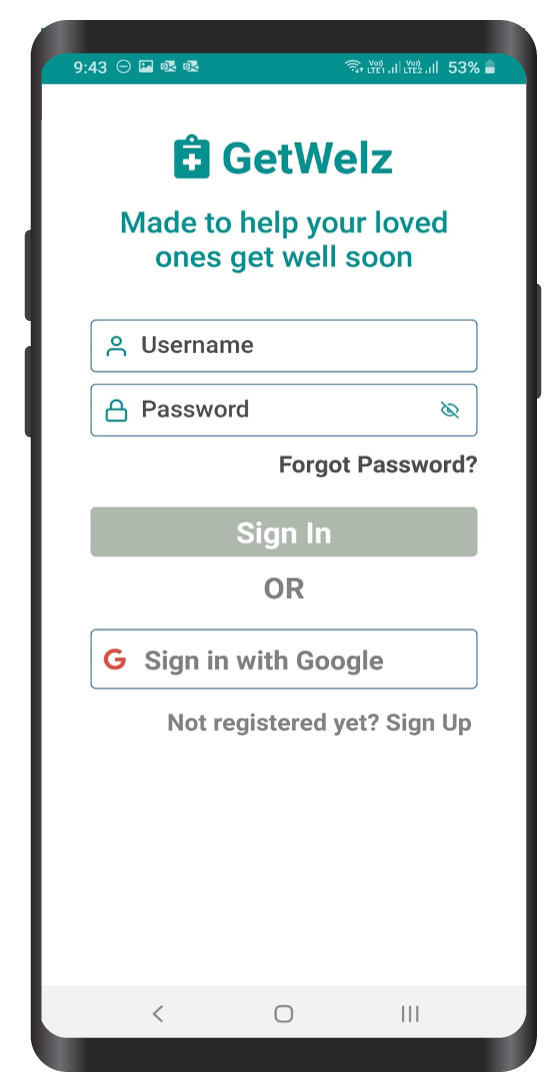 9:43 Vo)) LTE1 Vo)) LTE2 53%
GetWelz
Made to help your loved
ones get well soon
Username
Password
Forgot Password?
Sign In
OR
G Sign in with Google
Not registered yet? Sign Up